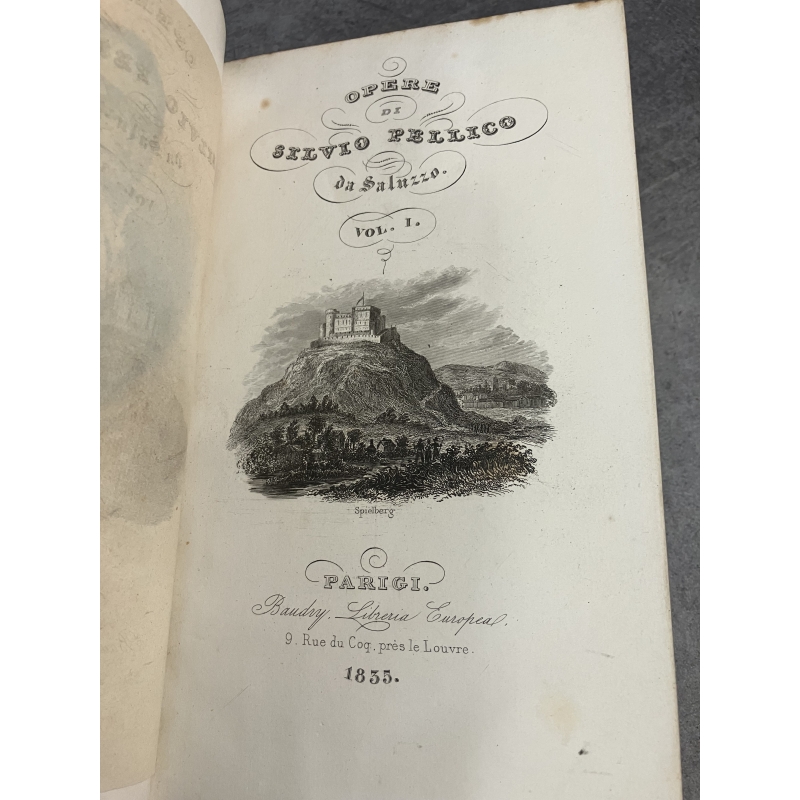 OPERE
DI
SILVIO PELLICO
da Saluzzo.
VOL. I.
Spielberg
PARIGI.
Baudry, Libreria Europea.
9. Rue du Coq, près le Louvre.
1835.